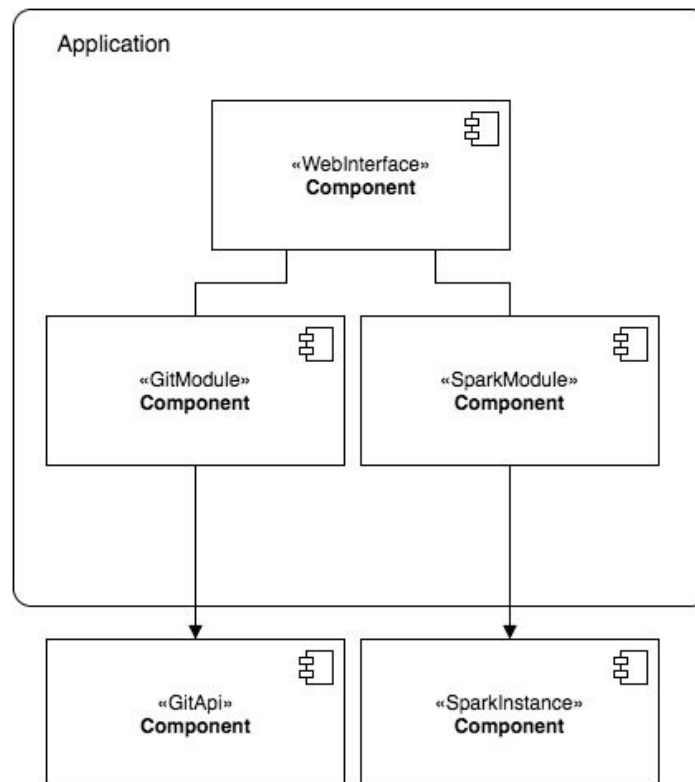 Application
«WebInterface»
Component
«GitModule»
Component
«SparkModule»
Component
«GitApi»
Component
«SparkInstance»
Component